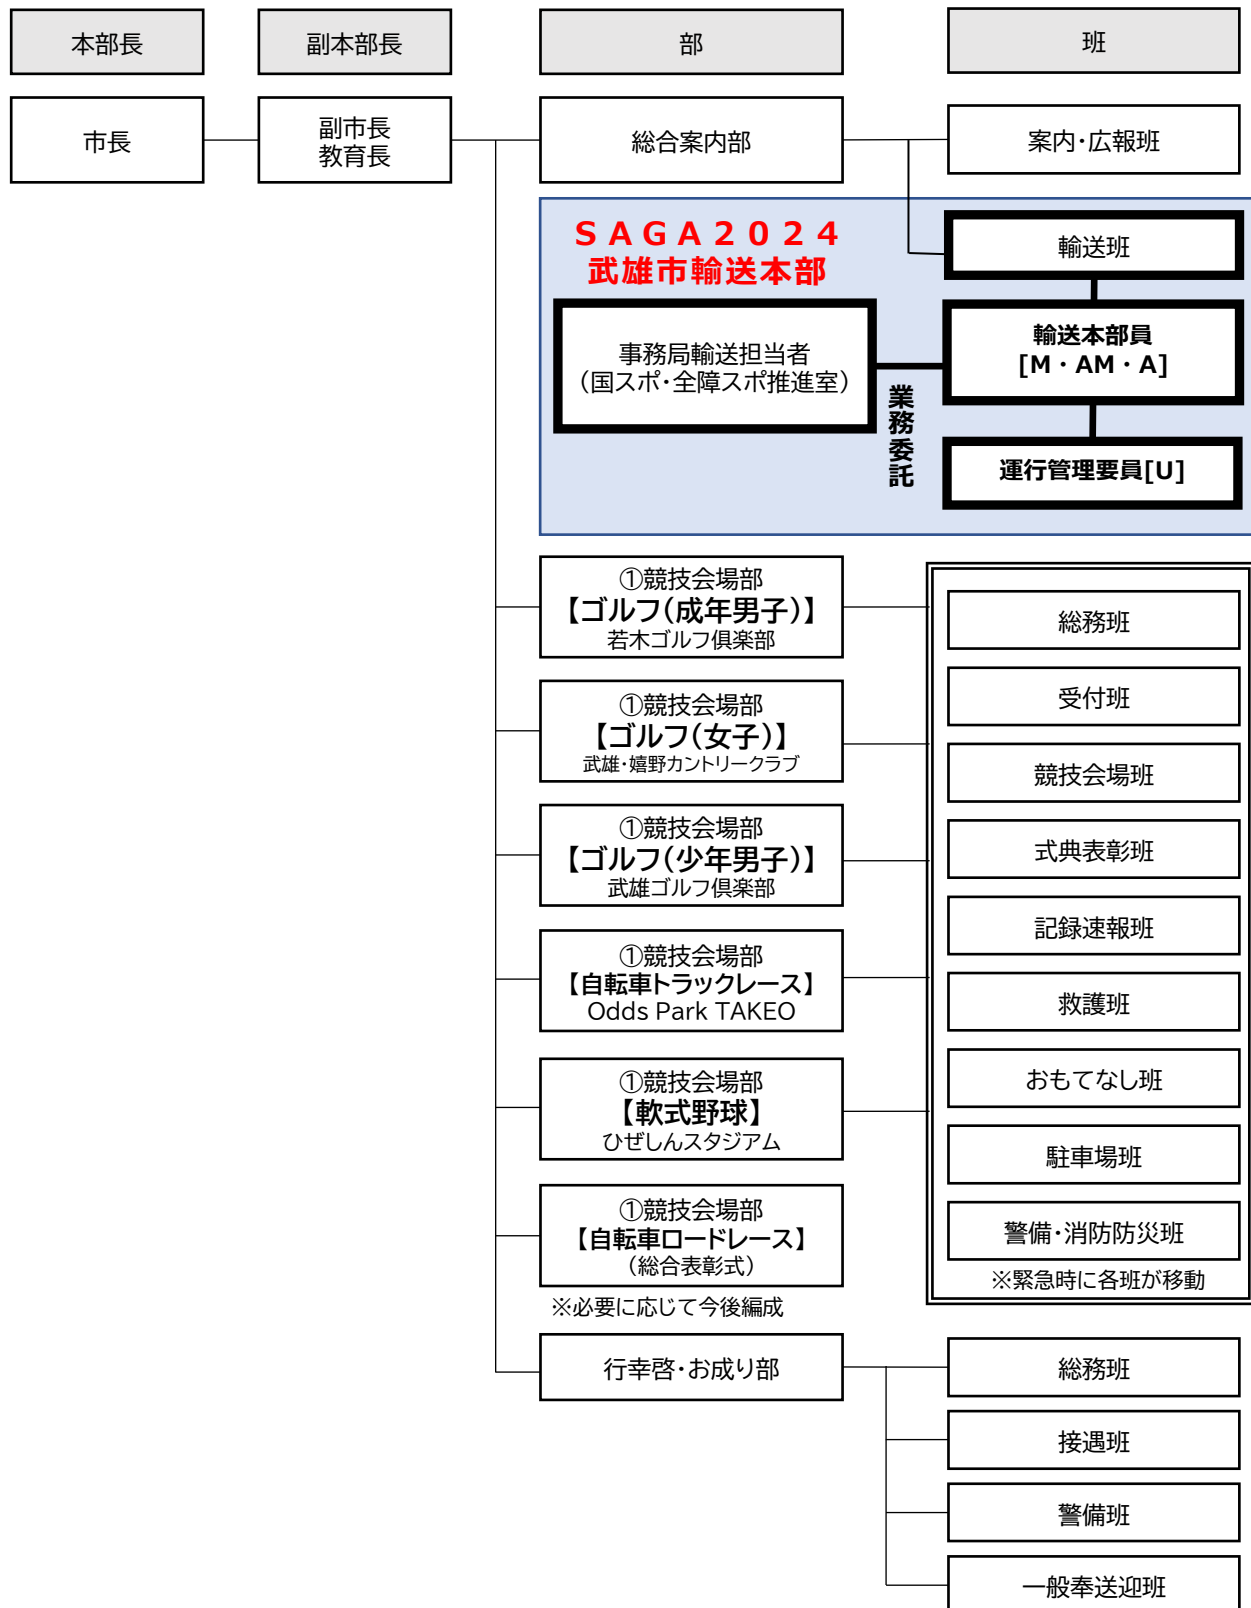 本部長
副本部長
部
班
市長
副市長
教育長
総合案内部
案内・広報班
SAGA2024
武雄市輸送本部
輸送班
事務局輸送担当者
（国スポ・全障スポ推進室）
業務委託
輸送本部員
[M・AM・A]
運行管理要員[U]
①競技会場部
【ゴルフ（成年男子）】
若木ゴルフ倶楽部
①競技会場部
【ゴルフ（女子）】
武雄・嬉野カントリークラブ
①競技会場部
【ゴルフ（少年男子）】
武雄ゴルフ倶楽部
①競技会場部
【自転車トラックレース】
Odds Park TAKEO
①競技会場部
【軟式野球】
ひぜしんスタジアム
①競技会場部
【自転車ロードレース】
（総合表彰式）
※必要に応じて今後編成
総務班
受付班
競技会場班
式典表彰班
記録速報班
救護班
おもてなし班
駐車場班
警備・消防防災班
※緊急時に各班が移動
行幸啓・お成り部
総務班
接遇班
警備班
一般奉送迎班